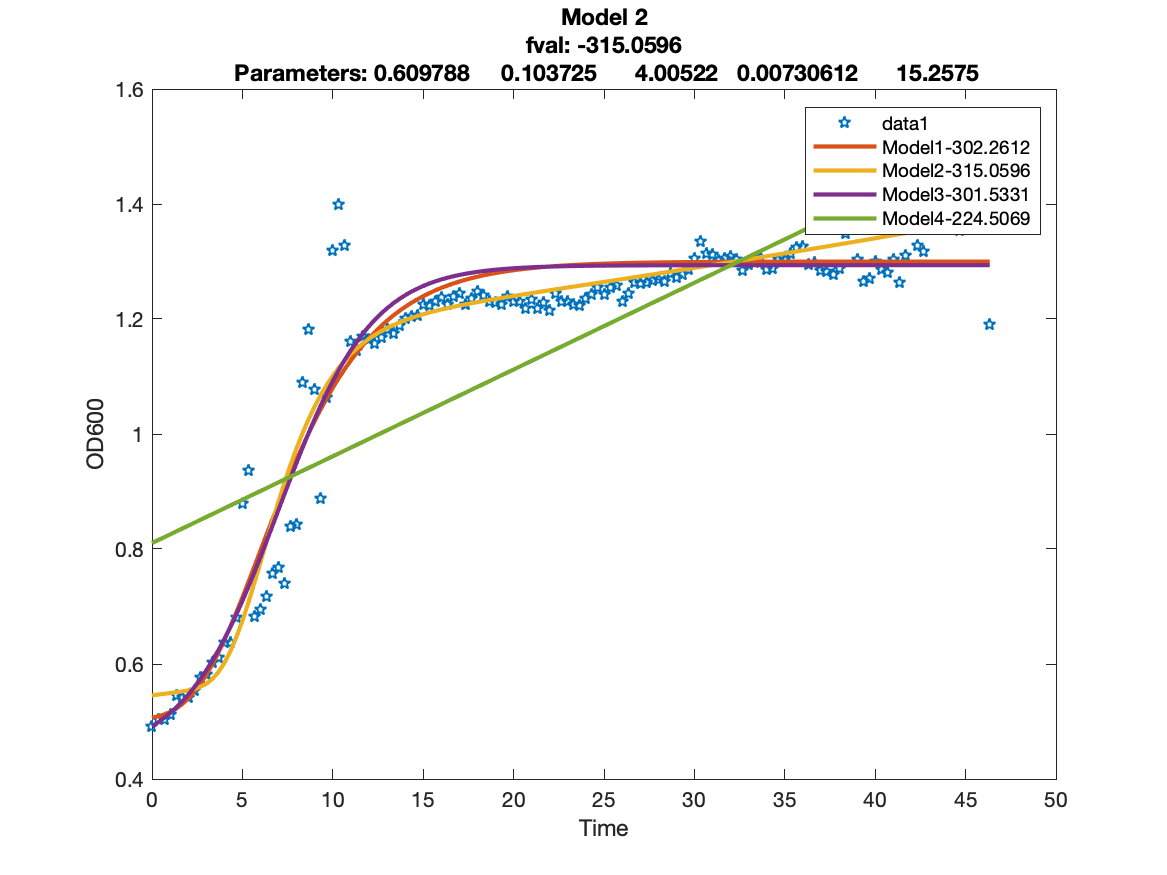 Model 2
fval: -315.0596
Parameters: 0.609788 0.103725 4.00522 0.00730612 15.2575
1.6
1.4
1.2
1
0.8
0.6
0.4
OD600
data1
Model1-302.2612
Model2-315.0596
Model3-301.5331
Model4-224.5069
0 5 10 15 20 25 30 35 40 45 50
Time